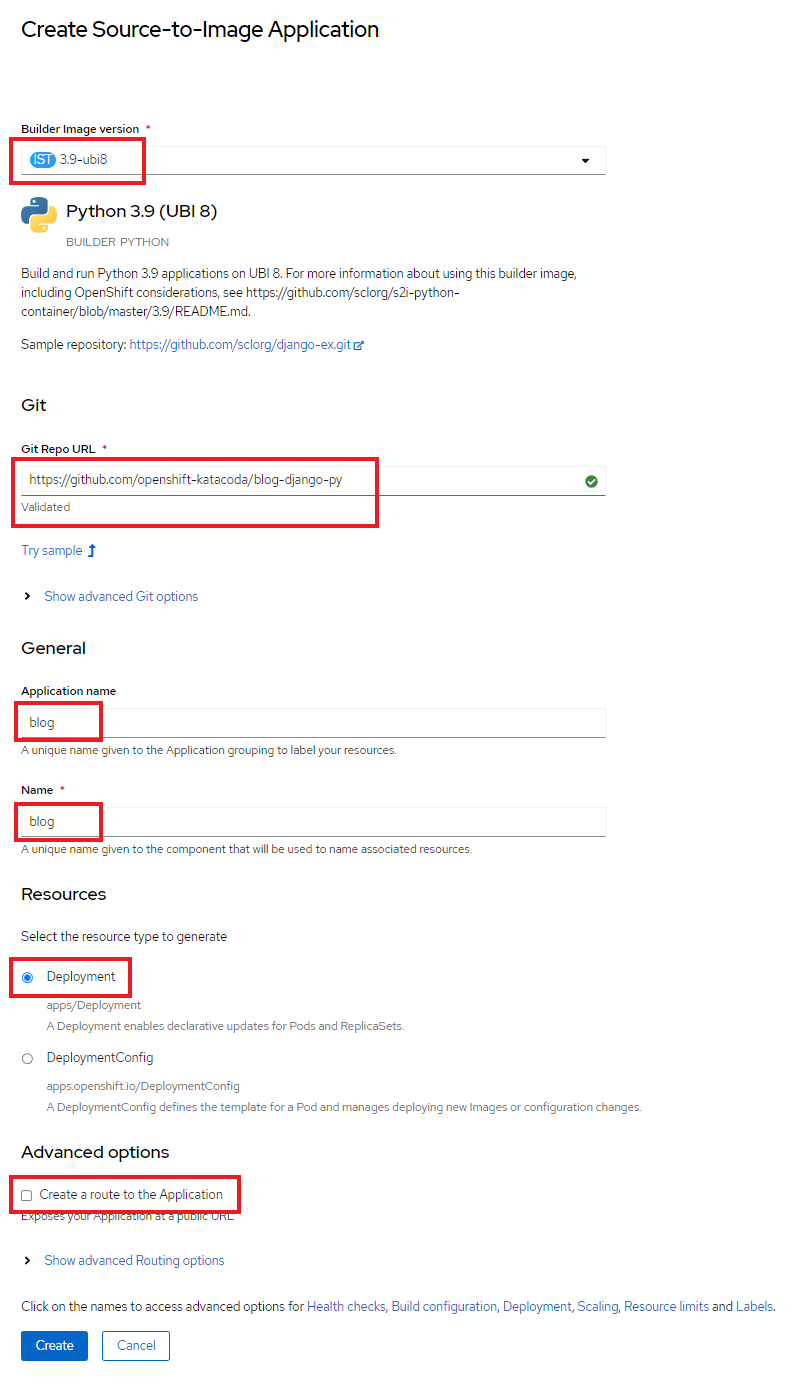 Create Source-to-Image Application
Builder Image version *
IST 3.9-ubi8
Python 3.9 (UBI 8)
BUILDER PYTHON
Build and run Python 3.9 applications on UBI 8. For more information about using this builder image,
including OpenShift considerations, see https://github.com/sclorg/s2i-python-
container/blob/master/3.9/README.md.
Sample repository: https://github.com/sclorg/django-ex.git
Git
Git Repo URL *
https://github.com/openshift-katacoda/blog-django-py
Validated
Try sample
Show advanced Git options
General
Application name
blog
A unique name given to the Application grouping to label your resources.
Name *
blog
A unique name given to the component that will be used to name associated resources.
Resources
Select the resource type to generate
Deployment
apps/Deployment
A Deployment enables declarative updates for Pods and ReplicaSets.
DeploymentConfig
apps.openshift.io/DeploymentConfig
A DeploymentConfig defines the template for a Pod and manages deploying new Images or configuration changes.
Advanced options
Create a route to the Application
Exposes your Application at a public URL
Show advanced Routing options
Click on the names to access advanced options for Health checks, Build configuration, Deployment, Scaling, Resource limits and Labels.
Create Cancel